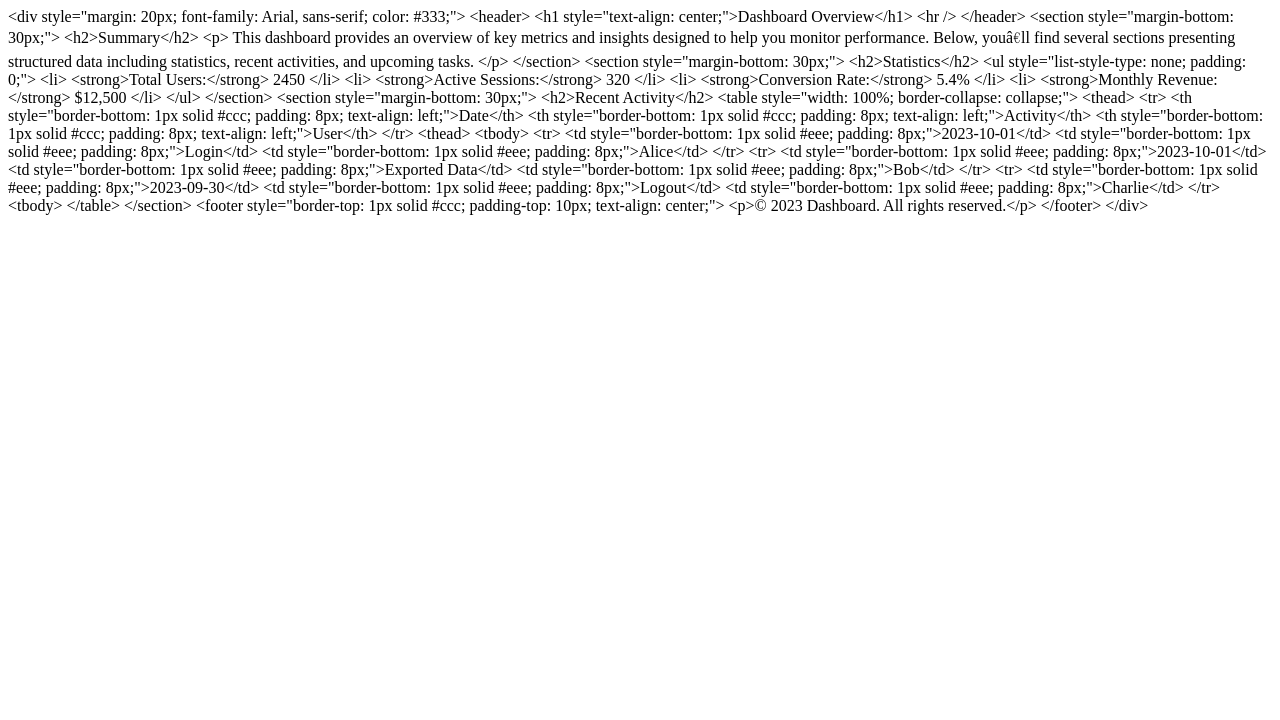 <div style="margin: 20px; font-family: Arial, sans-serif; color: #333;"> <header> <h1 style="text-align: center;">Dashboard Overview</h1> <hr /> </header> <section style="margin-bottom:
30px;"> <h2>Summary</h2> <p> This dashboard provides an overview of key metrics and insights designed to help you monitor performance. Below, youâ€ll find several sections presenting
structured data including statistics, recent activities, and upcoming tasks. </p> </section> <section style="margin-bottom: 30px;"> <h2>Statistics</h2> <ul style="list-style-type: none; padding:
0;"> <li> <strong>Total Users:</strong> 2450 </li> <li> <strong>Active Sessions:</strong> 320 </li> <li> <strong>Conversion Rate:</strong> 5.4% </li> <li> <strong>Monthly Revenue:
</strong> $12,500 </li> </ul> </section> <section style="margin-bottom: 30px;"> <h2>Recent Activity</h2> <table style="width: 100%; border-collapse: collapse;"> <thead> <tr> <th
style="border-bottom: 1px solid #ccc; padding: 8px; text-align: left;">Date</th> <th style="border-bottom: 1px solid #ccc; padding: 8px; text-align: left;">Activity</th> <th style="border-bottom:
1px solid #ccc; padding: 8px; text-align: left;">User</th> </tr> <thead> <tbody> <tr> <td style="border-bottom: 1px solid #eee; padding: 8px;">2023-10-01</td> <td style="border-bottom: 1px
solid #eee; padding: 8px;">Login</td> <td style="border-bottom: 1px solid #eee; padding: 8px;">Alice</td> </tr> <tr> <td style="border-bottom: 1px solid #eee; padding: 8px;">2023-10-01</td>
<td style="border-bottom: 1px solid #eee; padding: 8px;">Exported Data</td> <td style="border-bottom: 1px solid #eee; padding: 8px;">Bob</td> </tr> <tr> <td style="border-bottom: 1px solid
#eee; padding: 8px;">2023-09-30</td> <td style="border-bottom: 1px solid #eee; padding: 8px;">Logout</td> <td style="border-bottom: 1px solid #eee; padding: 8px;">Charlie</td> </tr>
<tbody> </table> </section> <footer style="border-top: 1px solid #ccc; padding-top: 10px; text-align: center;"> <p>© 2023 Dashboard. All rights reserved.</p> </footer> </div>